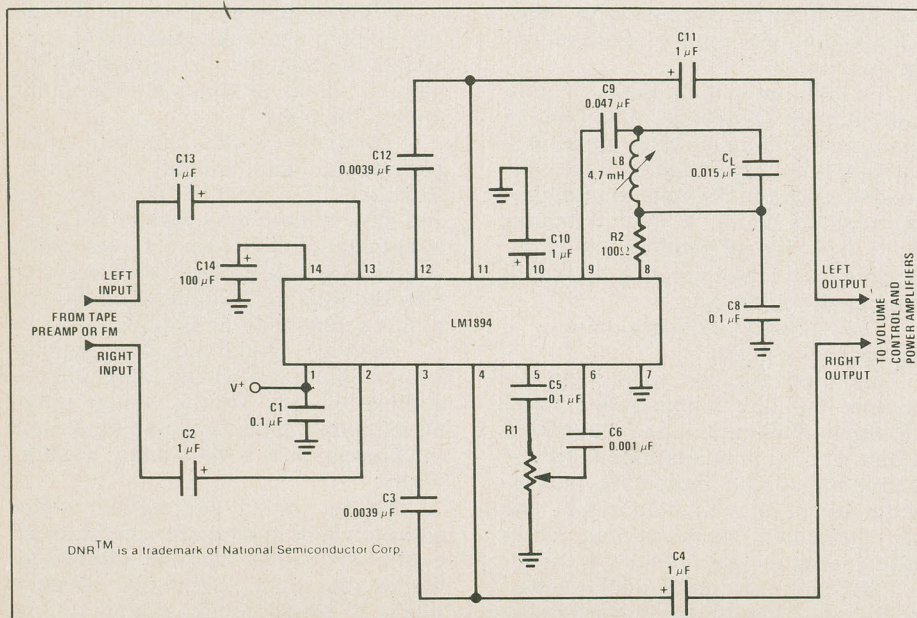 C11
1 μF
+
C9
0.047 μF
C12
0.0039 μF
L8
4.7 mH
CL
0.015 μF
C13
1 μF
+
C10
1 μF
+
R2
100Ω
C14
100 μF
+
14 13 12 11 10 9 8
LEFT
INPUT
LEFT
OUTPUT
FROM TAPE
PREAMP OR FM
LM1894
C8
0.1 μF
TO VOLUME
CONTROL AND
POWER AMPLIFIERS
RIGHT
INPUT
RIGHT
OUTPUT
1 2 3 4 5 6 7
V+
C1
0.1 μF
C5
0.1 μF
R1
C6
0.001 μF
C2
1 μF
+
C3
0.0039 μF
DNR™ is a trademark of National Semiconductor Corp.
C4
1 μF
+